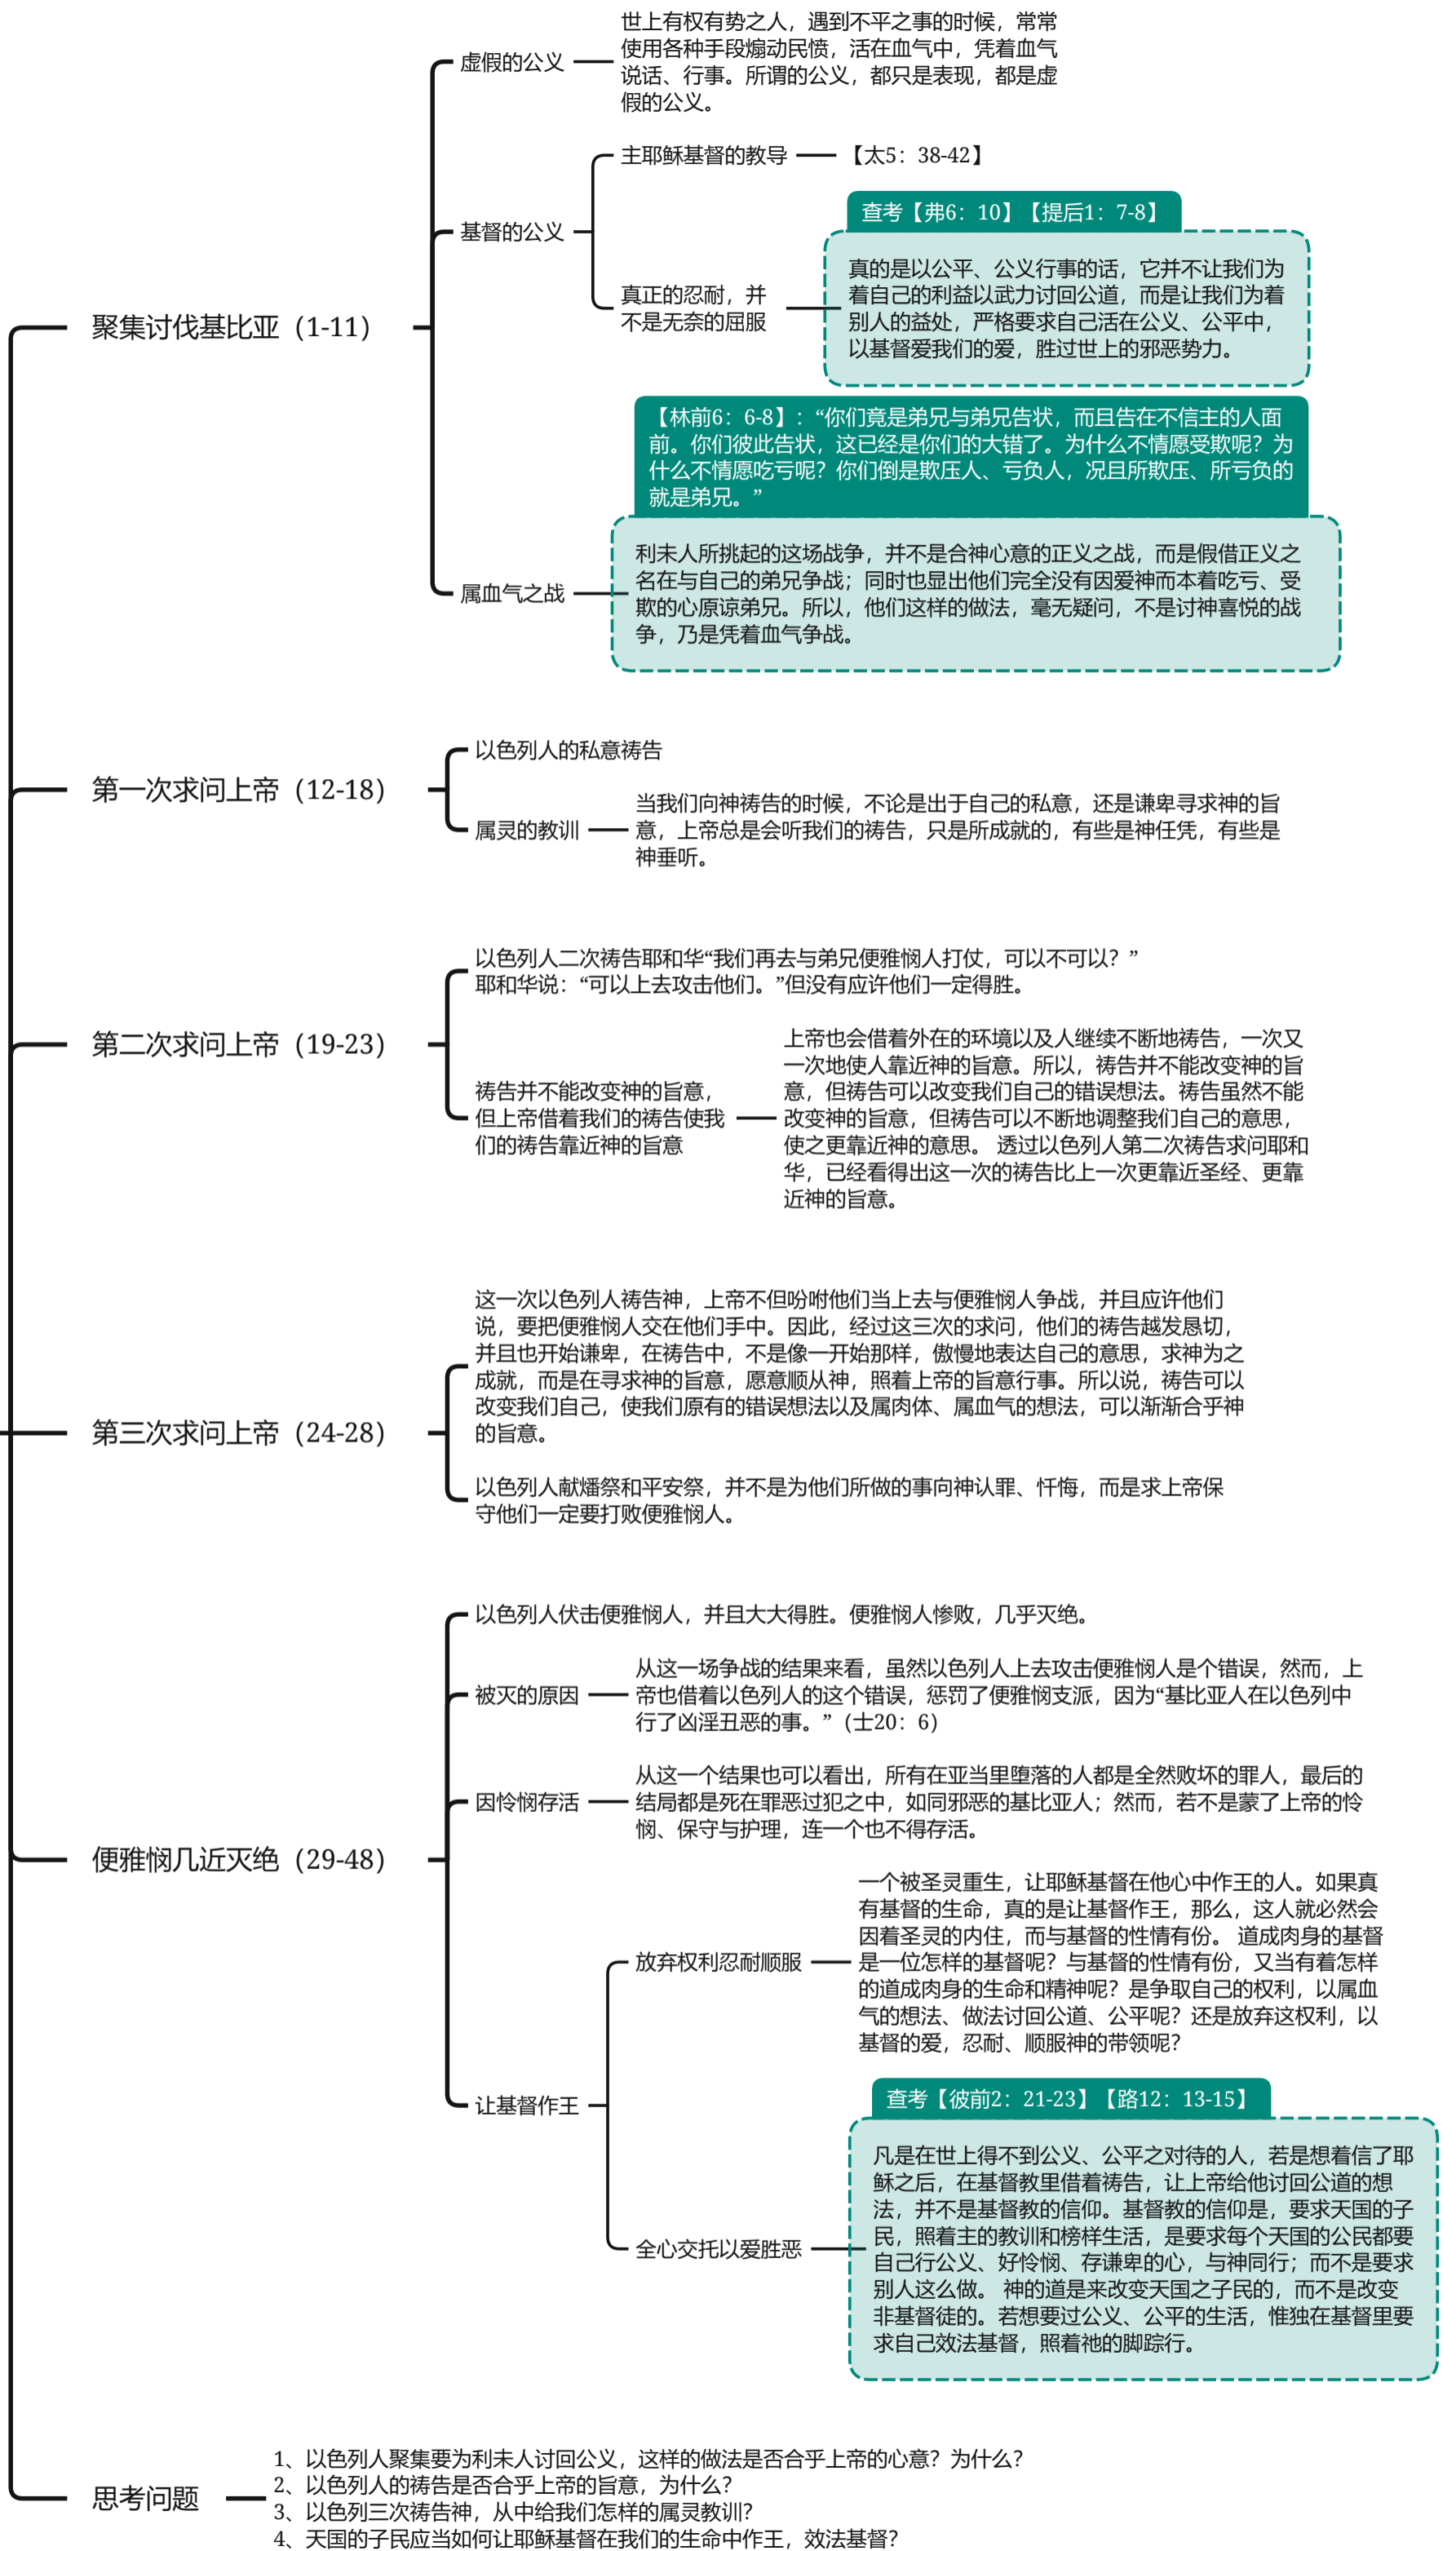 聚集讨伐基比亚（1-11）
虚假的公义
世上有权有势之人，遇到不平之事的时候，常常
使用各种手段煽动民愤，活在血气中，凭着血气
说话、行事。所谓的公义，都只是表现，都是虚
假的公义。
基督的公义
主耶稣基督的教导
【太5：38-42】
真正的忍耐，并
不是无奈的屈服
查考【弗6：10】【提后1：7-8】
真的是以公平、公义行事的话，它并不让我们为
着自己的利益以武力讨回公道，而是让我们为着
别人的益处，严格要求自己活在公义、公平中，
以基督爱我们的爱，胜过世上的邪恶势力。
属血气之战
【林前6：6-8】：“你们竟是弟兄与弟兄告状，而且告在不信主的人面
前。你们彼此告状，这已经是你们的大错了。为什么不情愿受欺呢？为
什么不情愿吃亏呢？你们倒是欺压人、亏负人，况且所欺压、所亏负的
就是弟兄。”
利未人所挑起的这场战争，并不是合神心意的正义之战，而是假借正义之
名在与自己的弟兄争战；同时也显出他们完全没有因爱神而本着吃亏、受
欺的心原谅弟兄。所以，他们这样的做法，毫无疑问，不是讨神喜悦的战
争，乃是凭着血气争战。
第一次求问上帝（12-18）
以色列人的私意祷告
属灵的教训
当我们向神祷告的时候，不论是出于自己的私意，还是谦卑寻求神的旨
意，上帝总是会听我们的祷告，只是所成就的，有些是神任凭，有些是
神垂听。
第二次求问上帝（19-23）
以色列人二次祷告耶和华“我们再去与弟兄便雅悯人打仗，可以不可以？”
耶和华说：“可以上去攻击他们。”但没有应许他们一定得胜。
祷告并不能改变神的旨意，
但上帝借着我们的祷告使我
们的祷告靠近神的旨意
上帝也会借着外在的环境以及人继续不断地祷告，一次又
一次地使人靠近神的旨意。所以，祷告并不能改变神的旨
意，但祷告可以改变我们自己的错误想法。祷告虽然不能
改变神的旨意，但祷告可以不断地调整我们自己的意思，
使之更靠近神的意思。 透过以色列人第二次祷告求问耶和
华，已经看得出这一次的祷告比上一次更靠近圣经、更靠
近神的旨意。
第三次求问上帝（24-28）
这一次以色列人祷告神，上帝不但吩咐他们当上去与便雅悯人争战，并且应许他们
说，要把便雅悯人交在他们手中。因此，经过这三次的求问，他们的祷告越发恳切，
并且也开始谦卑，在祷告中，不是像一开始那样，傲慢地表达自己的意思，求神为之
成就，而是在寻求神的旨意，愿意顺从神，照着上帝的旨意行事。所以说，祷告可以
改变我们自己，使我们原有的错误想法以及属肉体、属血气的想法，可以渐渐合乎神
的旨意。
以色列人献燔祭和平安祭，并不是为他们所做的事向神认罪、忏悔，而是求上帝保
守他们一定要打败便雅悯人。
便雅悯几近灭绝（29-48）
以色列人伏击便雅悯人，并且大大得胜。便雅悯人惨败，几乎灭绝。
被灭的原因
从这一场争战的结果来看，虽然以色列人上去攻击便雅悯人是个错误，然而，上
帝也借着以色列人的这个错误，惩罚了便雅悯支派，因为“基比亚人在以色列中
行了凶淫丑恶的事。”（士20：6）
因怜悯存活
从这一个结果也可以看出，所有在亚当里堕落的人都是全然败坏的罪人，最后的
结局都是死在罪恶过犯之中，如同邪恶的基比亚人；然而，若不是蒙了上帝的怜
悯、保守与护理，连一个也不得存活。
让基督作王
放弃权利忍耐顺服
一个被圣灵重生，让耶稣基督在他心中作王的人。如果真
有基督的生命，真的是让基督作王，那么，这人就必然会
因着圣灵的内住，而与基督的性情有份。 道成肉身的基督
是一位怎样的基督呢？与基督的性情有份，又当有着怎样
的道成肉身的生命和精神呢？是争取自己的权利，以属血
气的想法、做法讨回公道、公平呢？还是放弃这权利，以
基督的爱，忍耐、顺服神的带领呢？
全心交托以爱胜恶
查考【彼前2：21-23】【路12：13-15】
凡是在世上得不到公义、公平之对待的人，若是想着信了耶
稣之后，在基督教里借着祷告，让上帝给他讨回公道的想
法，并不是基督教的信仰。基督教的信仰是，要求天国的子
民，照着主的教训和榜样生活，是要求每个天国的公民都要
自己行公义、好怜悯、存谦卑的心，与神同行；而不是要求
别人这么做。 神的道是来改变天国之子民的，而不是改变
非基督徒的。若想要过公义、公平的生活，惟独在基督里要
求自己效法基督，照着祂的脚踪行。
思考问题
1、以色列人聚集要为利未人讨回公义，这样的做法是否合乎上帝的心意？为什么？
2、以色列人的祷告是否合乎上帝的旨意，为什么？
3、以色列三次祷告神，从中给我们怎样的属灵教训？
4、天国的子民应当如何让耶稣基督在我们的生命中作王，效法基督？